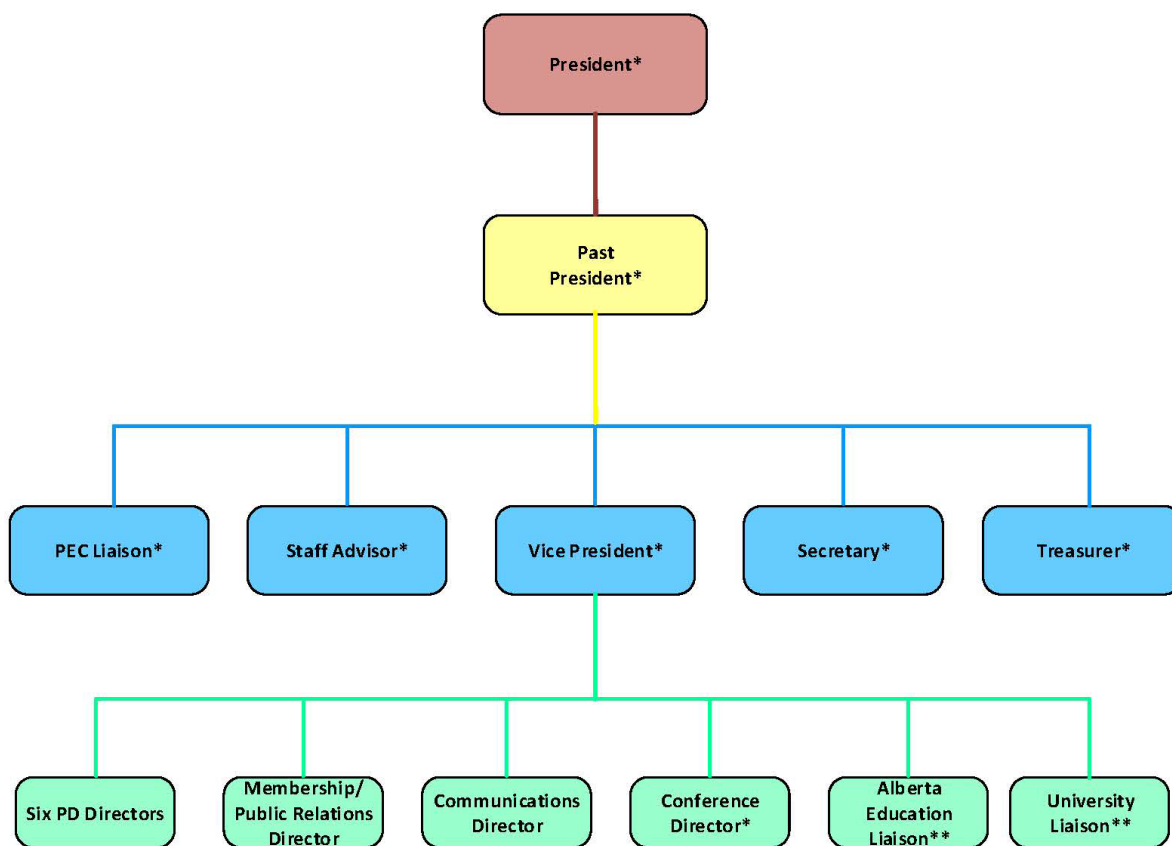 President*
Past
President*
PEC Liaison*
Staff Advisor*
Vice President*
Secretary*
Treasurer*
Six PD Directors
Membership/
Public Relations
Director
Communications
Director
Conference
Director*
Alberta
Education
Liaison**
University
Liaison**